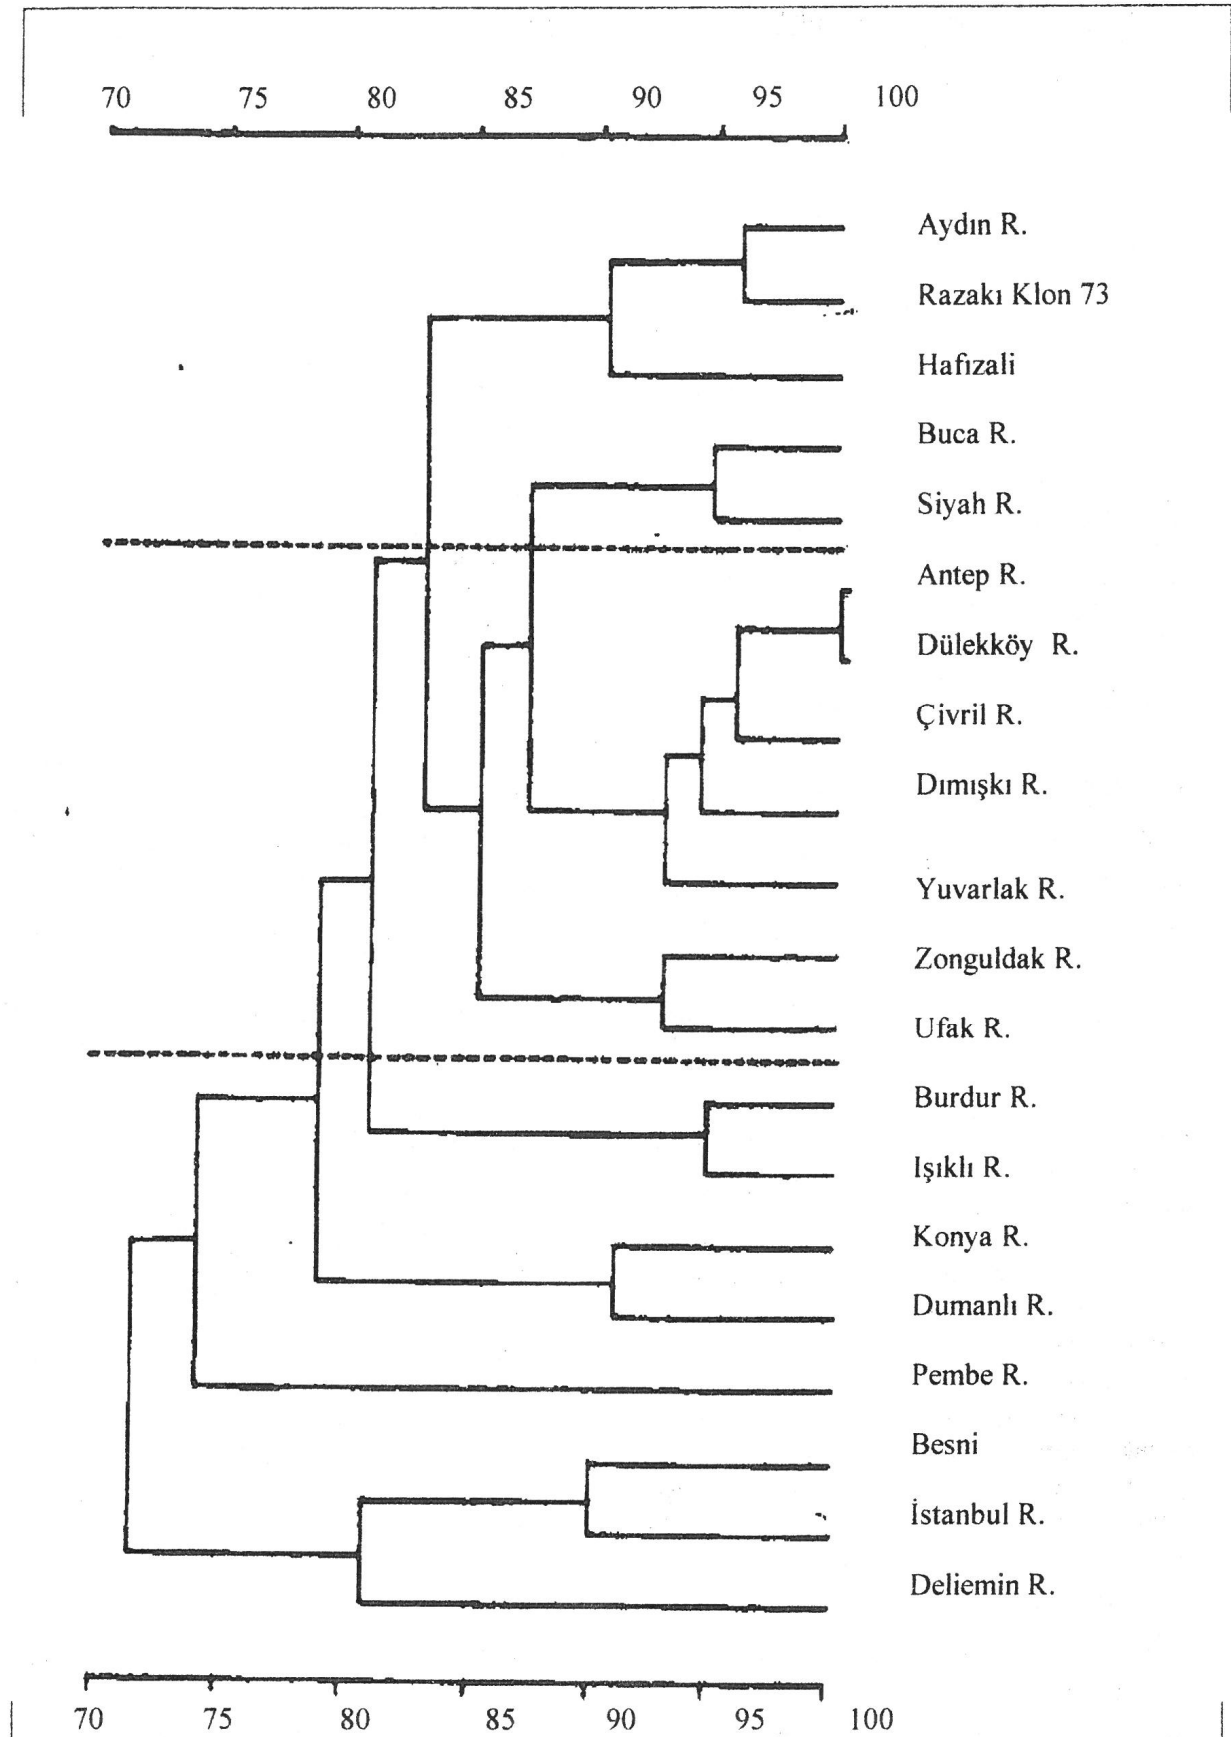 70 75 80 85 90 95 100
Aydın R.
Razakı Klon 73
Hafızali
Buca R.
Siyah R.
Antep R.
Dülekköy R.
Çivril R.
Dımışkı R.
Yuvarlak R.
Zonguldak R.
Ufak R.
Burdur R.
Işıklı R.
Konya R.
Dumanlı R.
Pembe R.
Besni
İstanbul R.
Deliemin R.
70 75 80 85 90 95 100